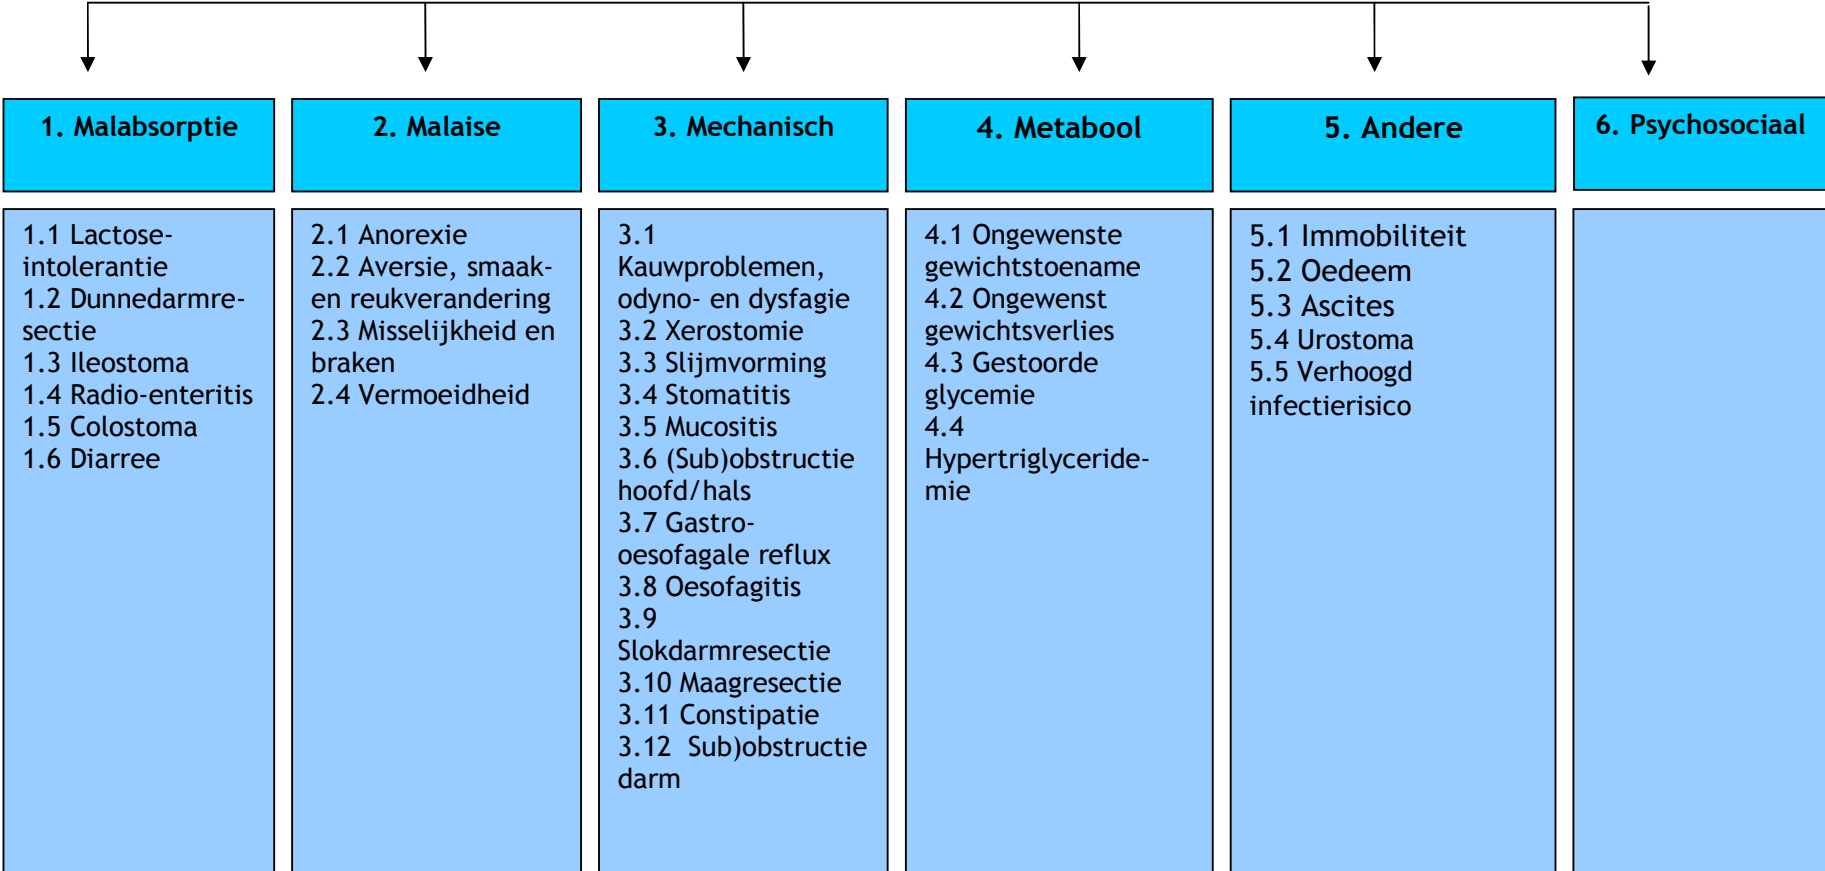 1. Malabsorptie
2. Malaise
3. Mechanisch
4. Metabool
5. Andere
6. Psychosociaal
1.1 Lactose-
intolerantie
1.2 Dunnedarmre-
sectie
1.3 Ileostoma
1.4 Radio-enteritis
1.5 Colostoma
1.6 Diarree
2.1 Anorexie
2.2 Aversie, smaak-
en reukverandering
2.3 Misselijkheid en
braken
2.4 Vermoeidheid
3.1
Kauwproblemen,
odyno- en dysfagie
3.2 Xerostomie
3.3 Slijmvorming
3.4 Stomatitis
3.5 Mucositis
3.6 (Sub)obstructie
hoofd/hals
3.7 Gastro-
oesofagale reflux
3.8 Oesofagitis
3.9
Slokdarmresectie
3.10 Maagresectie
3.11 Constipatie
3.12  Sub)obstructie
darm
4.1 Ongewenste
gewichtstoename
4.2 Ongewenst
gewichtsverlies
4.3 Gestoorde
glycemie
4.4
Hypertriglyceride-
mie
5.1 Immobiliteit
5.2 Oedeem
5.3 Ascites
5.4 Urostoma
5.5 Verhoogd
infectierisico